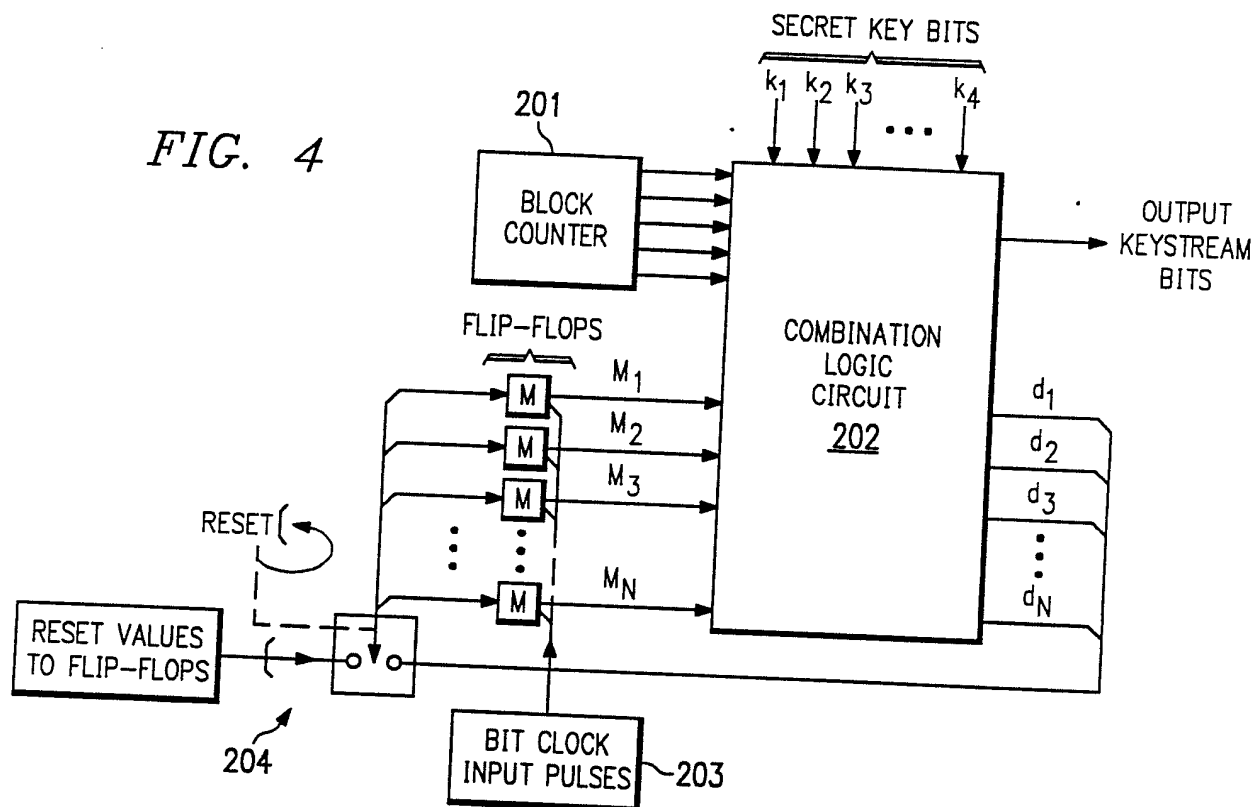 FIG. 4
SECRET KEY BITS
k1 k2 k3 ••• k4
201
BLOCK
COUNTER
OUTPUT
KEYSTREAM
BITS
FLIP-FLOPS
COMBINATION
LOGIC
CIRCUIT
202
M M1
M M2
M M3
M MN
d1
d2
d3
dN
RESET
RESET VALUES
TO FLIP-FLOPS
204
BIT CLOCK
INPUT PULSES
203